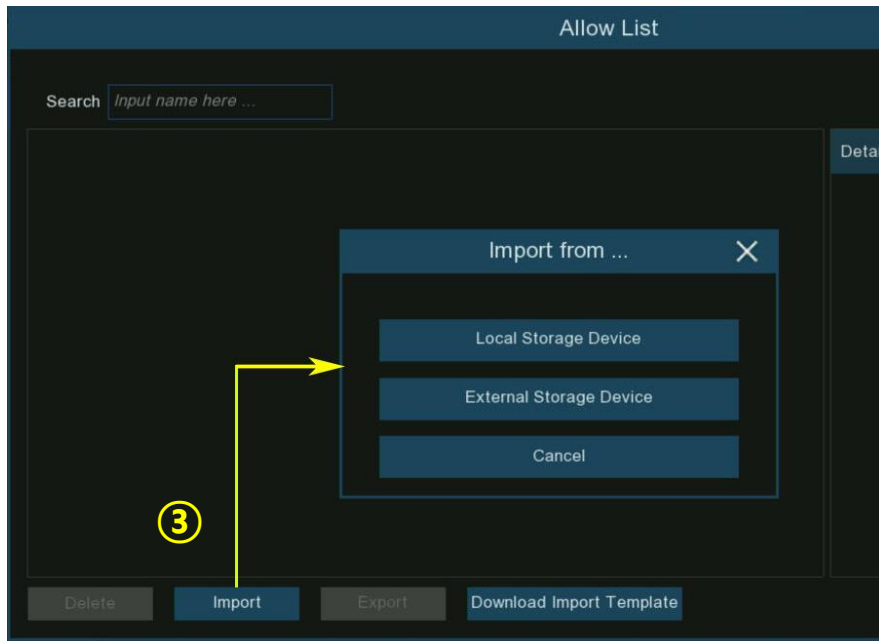 Allow List
Search Input name here ...
Deta
Import from ... X
Local Storage Device
External Storage Device
Cancel
③
Delete Import Export Download Import Template